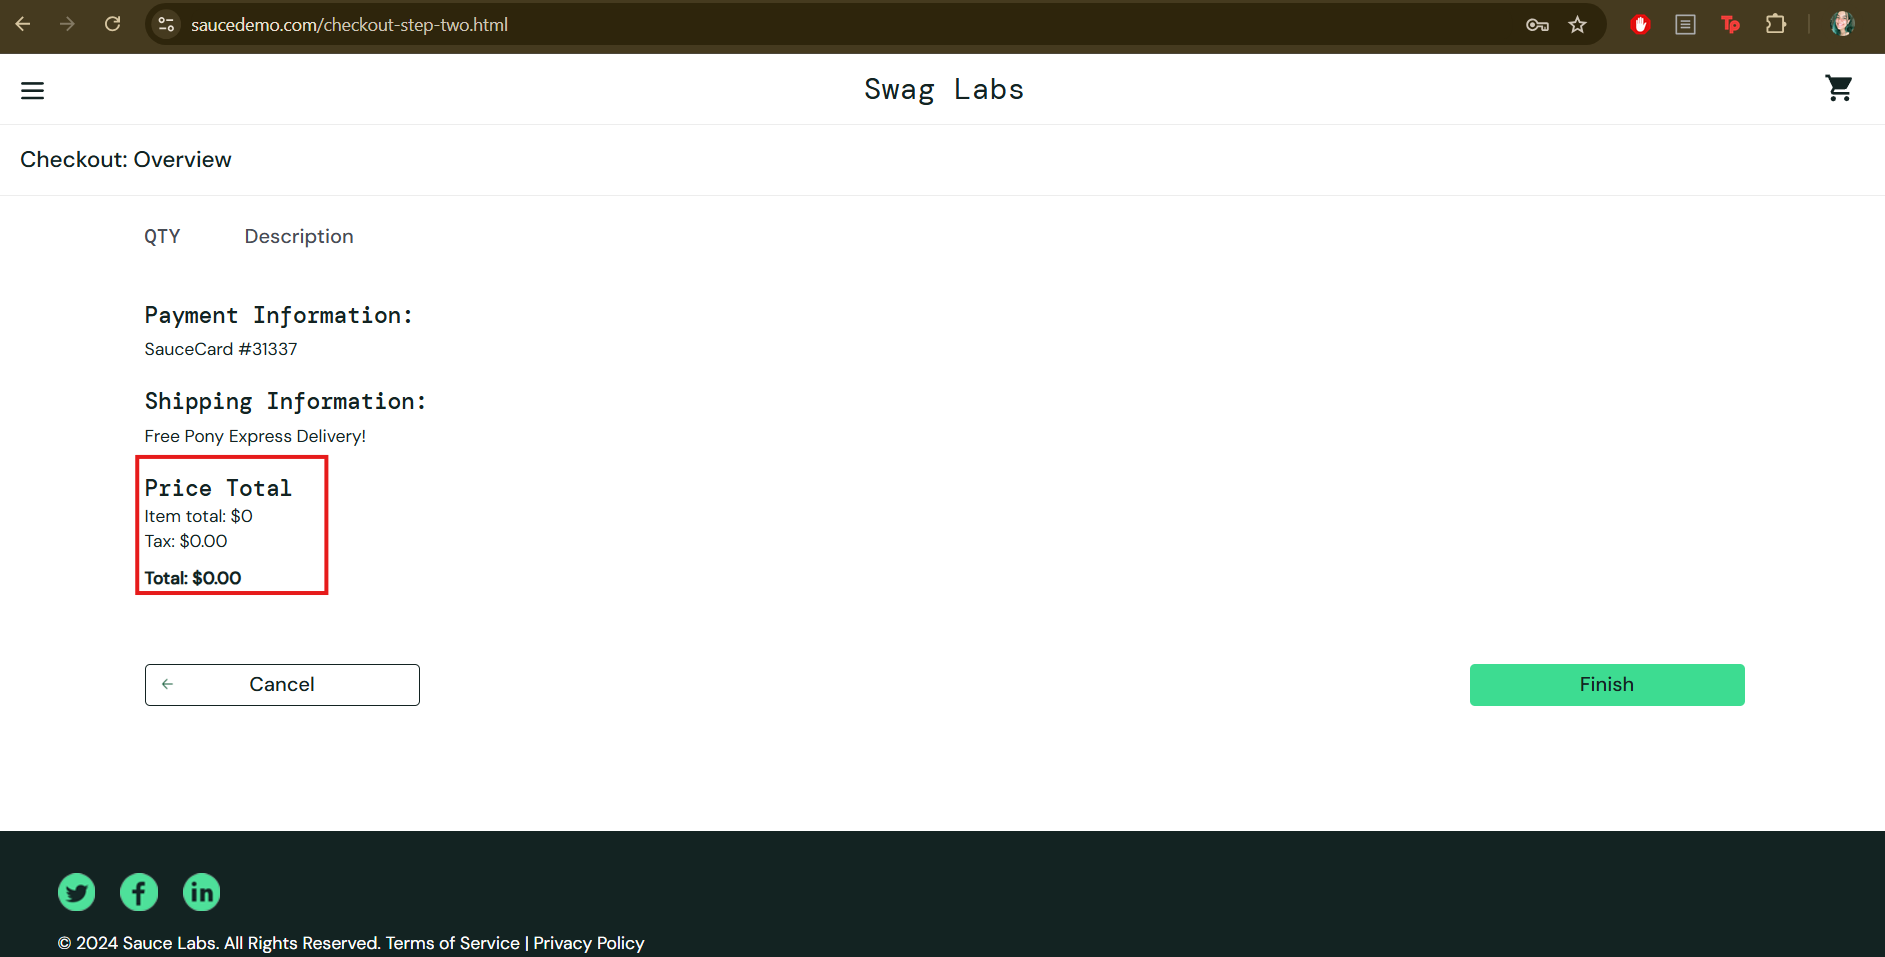 saucedemo.com/checkout-step-two.html
Tp
Swag Labs
Checkout: Overview
QTY Description
Payment Information:
SauceCard #31337
Shipping Information:
Free Pony Express Delivery!
Price Total
Item total: $0
Tax: $0.00
Total: $0.00
Cancel
Finish
© 2024 Sauce Labs. All Rights Reserved. Terms of Service | Privacy Policy